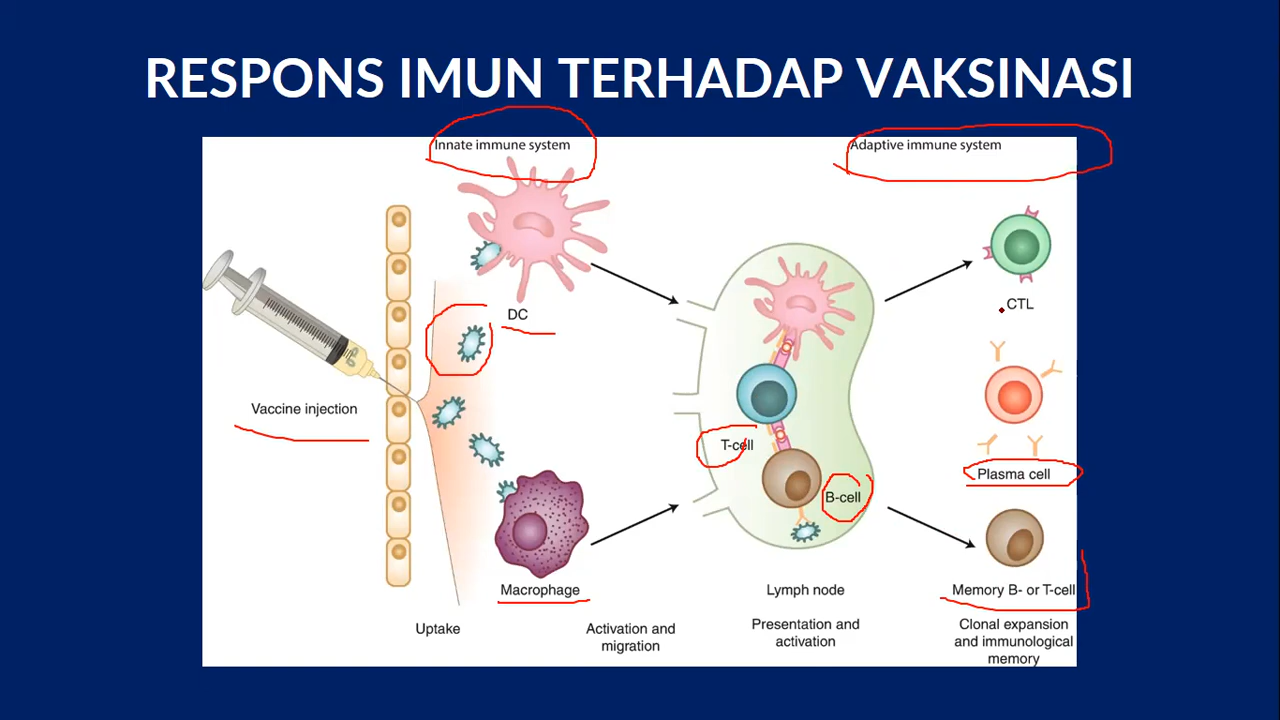 RESPONS IMUN TERHADAP VAKSINASI
Innate immune system
Adaptive immune system
DC
CTL
Vaccine injection
T-cell
B-cell
Plasma cell
Macrophage
Lymph node
Memory B- or T-cell
Uptake
Activation and
migration
Presentation and
activation
Clonal expansion
and immunological
memory